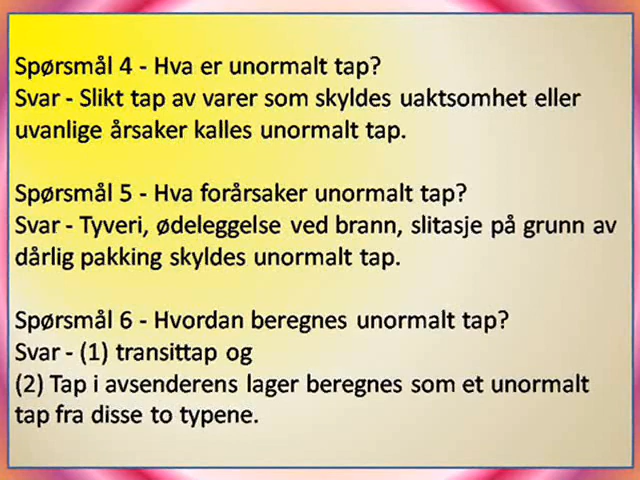 Spørsmål 4 - Hva er unormalt tap?
Svar - Slikt tap av varer som skyldes uaktsomhet eller
uvanlige årsaker kalles unormalt tap.
Spørsmål 5 - Hva forårsaker unormalt tap?
Svar - Tyveri, ødeleggelse ved brann, slitasje på grunn av
dårlig pakking skyldes unormalt tap.
Spørsmål 6 - Hvordan beregnes unormalt tap?
Svar - (1) transittap og
(2) Tap i avsenderens lager beregnes som et unormalt
tap fra disse to typene.